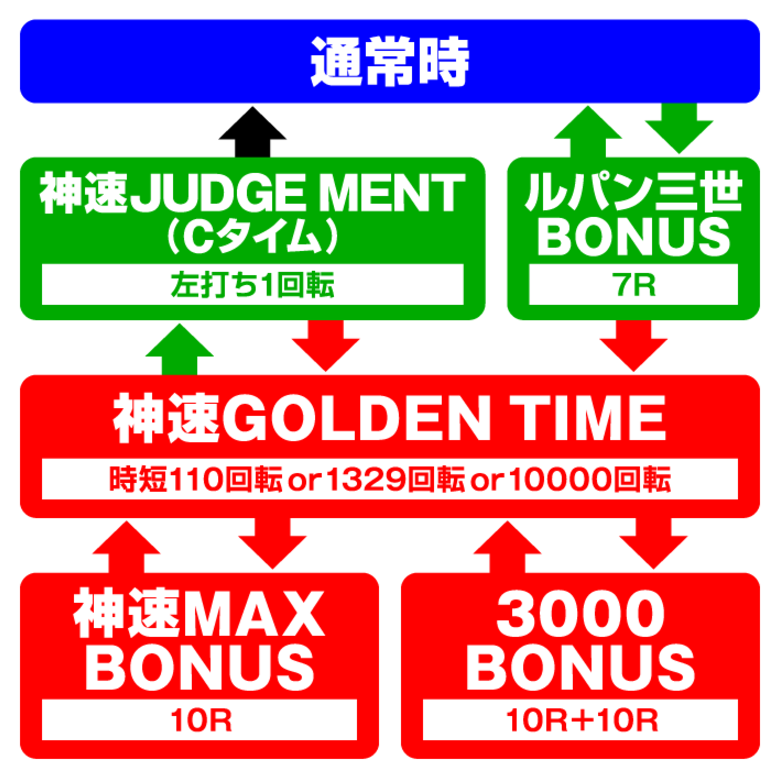 通常時
神速JUDGE MENT
（Cタイム）
左打ち1回転
ルパン三世
BONUS
7R
神速GOLDEN TIME
時短110回転or1329回転or10000回転
神速MAX
BONUS
10R
3000
BONUS
10R+10R